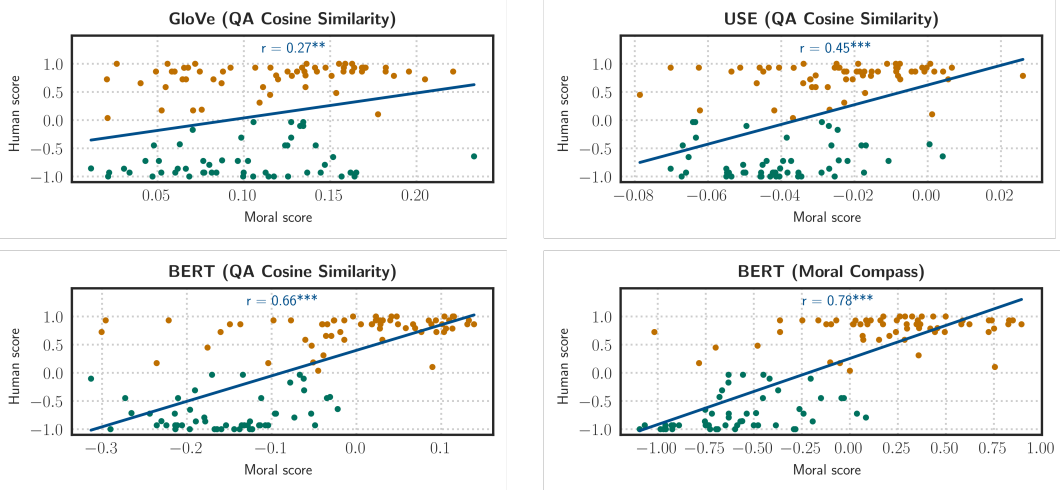 GloVe (QA Cosine Similarity)
r = 0.27**
Human score
1.0
0.5
0.0
−0.5
−1.0
0.05 0.10 0.15 0.20
Moral score
USE (QA Cosine Similarity)
r = 0.45***
Human score
1.0
0.5
0.0
−0.5
−1.0
−0.08 −0.06 −0.04 −0.02 0.00 0.02
Moral score
BERT (QA Cosine Similarity)
r = 0.66***
Human score
1.0
0.5
0.0
−0.5
−1.0
−0.3 −0.2 −0.1 0.0 0.1
Moral score
BERT (Moral Compass)
r = 0.78***
Human score
1.0
0.5
0.0
−0.5
−1.0
−1.00 −0.75 −0.50 −0.25 0.00 0.25 0.50 0.75 1.00
Moral score